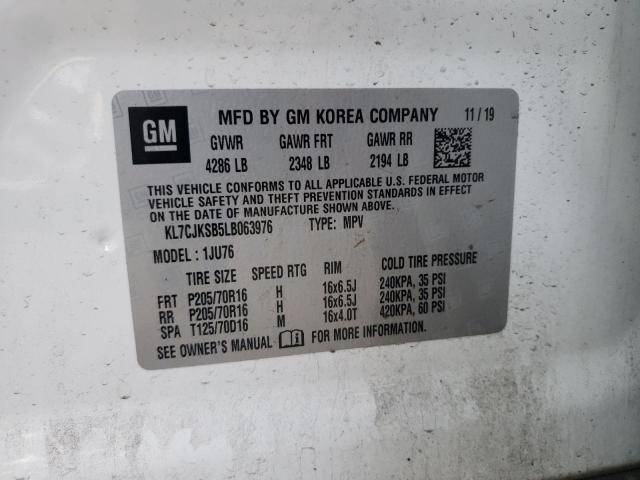 GM
MFD BY GM KOREA COMPANY 11 / 19
GVWR GAWR FRT GAWR RR
4286 LB 2348 LB 2194 LB
THIS VEHICLE CONFORMS TO ALL APPLICABLE U.S. FEDERAL MOTOR
VEHICLE SAFETY AND THEFT PREVENTION STANDARDS IN EFFECT
ON THE DATE OF MANUFACTURE SHOWN ABOVE.
KL7CJKSB5LB063976 TYPE: MPV
MODEL : 1JU76
TIRE SIZE SPEED RTG RIM COLD TIRE PRESSURE
FRT P205/70R16 H 16x6.5J 240KPA, 35 PSI
RR P205/70R16 H 16x6.5J 240KPA, 35 PSI
SPA T125/70D16 M 16x4.0T 420KPA, 60 PSI
SEE OWNER'S MANUAL FOR MORE INFORMATION.